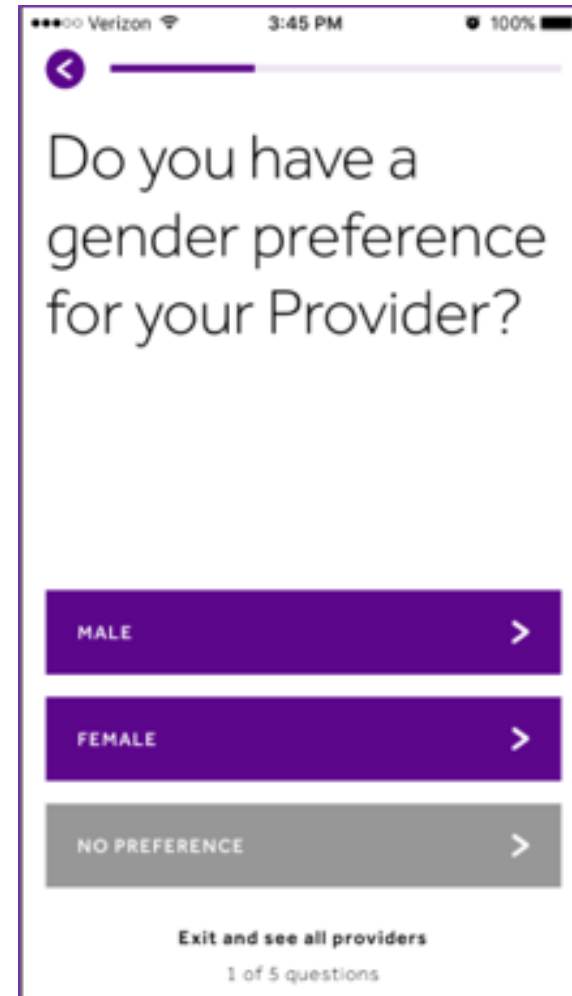 Verizon 3:45 PM 100%
Do you have a
gender preference
for your Provider?
MALE
FEMALE
NO PREFERENCE
Exit and see all providers
1 of 5 questions